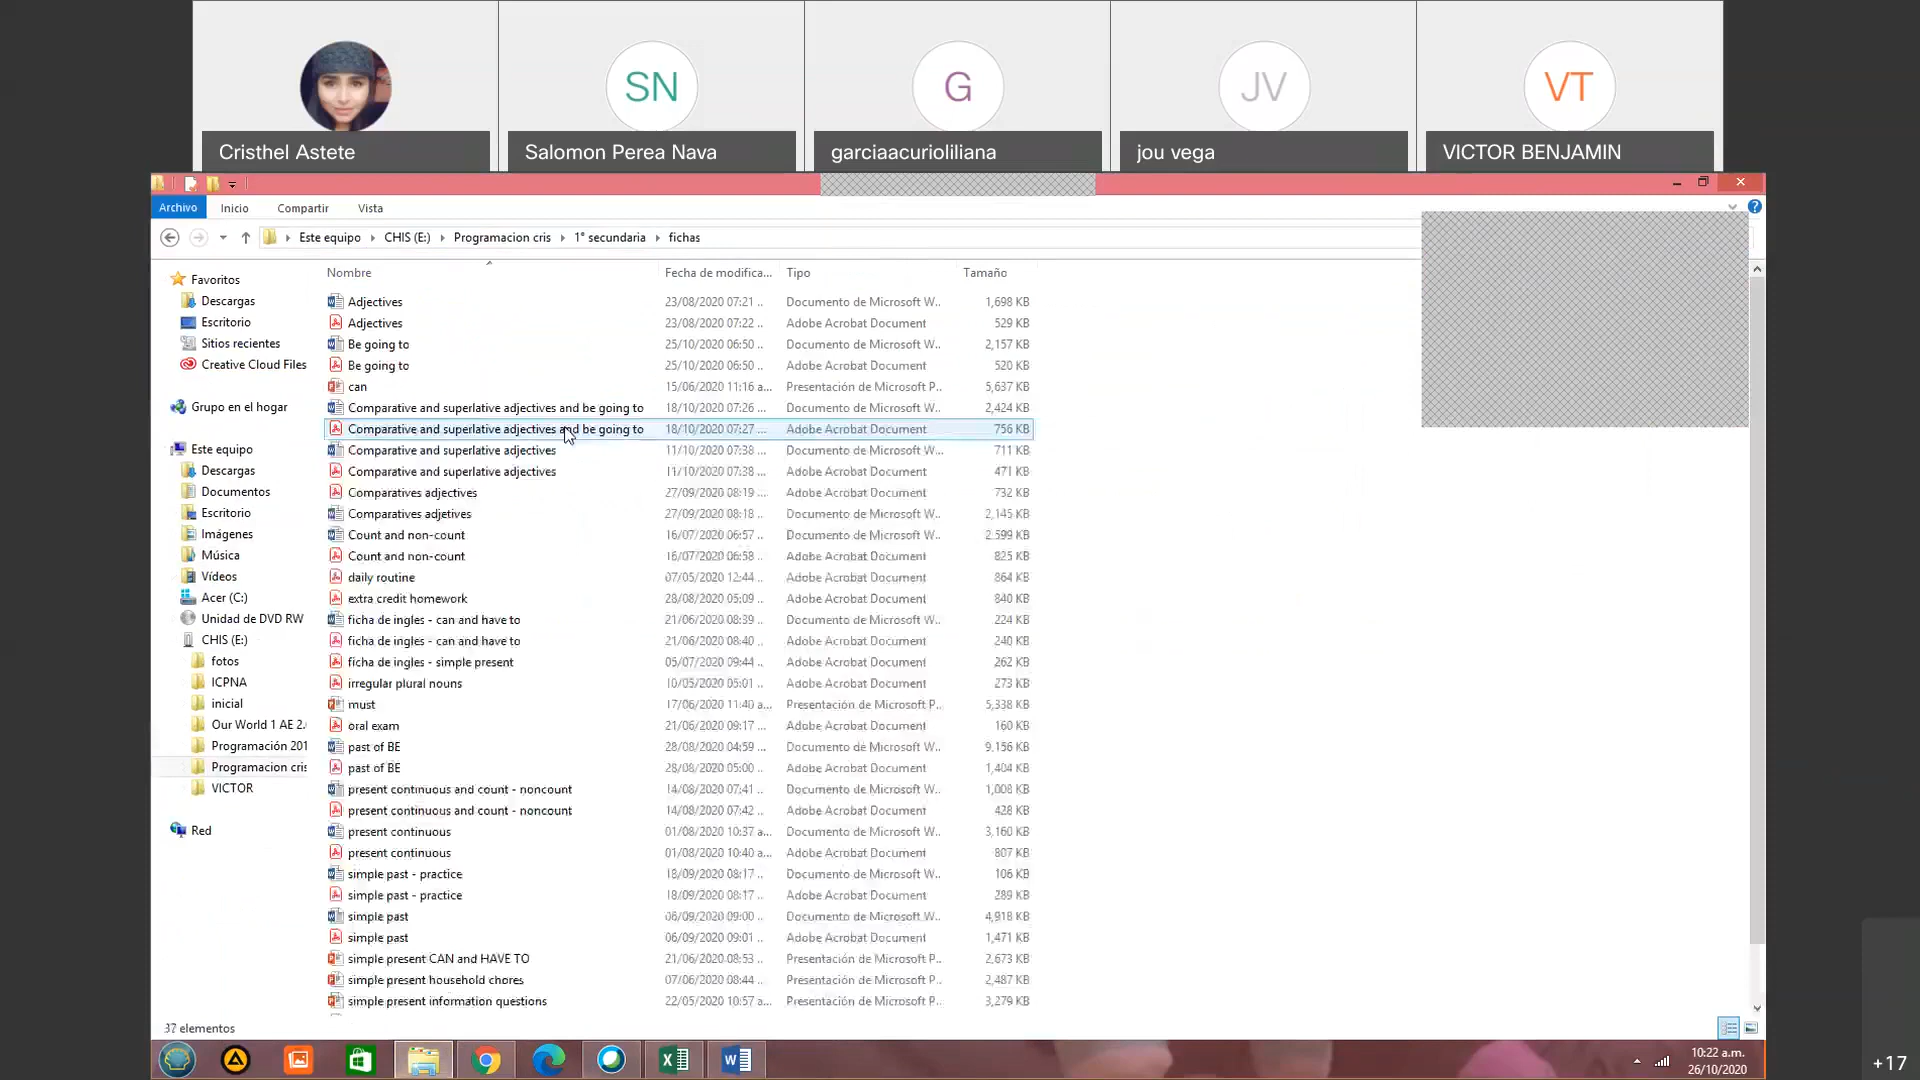 SN
G
JV
VT
Cristhel Astete
Salomon Perea Nava
garciaacurioliliana
jou vega
VICTOR BENJAMIN
Archivo Inicio Compartir Vista
Este equipo CHIS (E:) Programacion cris 1° secundaria fichas
Nombre Fecha de modifica... Tipo Tamaño
Favoritos
Descargas
Escritorio
Sitios recientes
Creative Cloud Files
Grupo en el hogar
Este equipo
Descargas
Documentos
Escritorio
Imágenes
Música
Vídeos
Acer (C:)
Unidad de DVD RW
CHIS (E:)
fotos
ICPNA
inicial
Our World 1 AE 2.
Programación 201
Programacion cris
VICTOR
Red
Adjectives 23/08/2020 07:21 .. Documento de Microsoft W.. 1,698 KB
Adjectives 23/08/2020 07:22 .. Adobe Acrobat Document 529 KB
Be going to 25/10/2020 06:50 .. Documento de Microsoft W.. 2,157 KB
Be going to 25/10/2020 06:50 .. Adobe Acrobat Document 520 KB
can 15/06/2020 11:16 a... Presentación de Microsoft P.. 5,637 KB
Comparative and superlative adjectives and be going to 18/10/2020 07:26 ... Documento de Microsoft W.. 2,424 KB
Comparative and superlative adjectives and be going to 18/10/2020 07:27 ... Adobe Acrobat Document 756 KB
Comparative and superlative adjectives 11/10/2020 07:38 ... Documento de Microsoft W... 711 KB
Comparative and superlative adjectives 11/10/2020 07:38 ... Adobe Acrobat Document 471 KB
Comparatives adjectives 27/09/2020 08:19 .. Adobe Acrobat Document 732 KB
Comparatives adjetives 27/09/2020 08:18 .. Documento de Microsoft W.. 2,145 KB
Count and non-count 16/07/2020 06:57 .. Documento de Microsoft W.. 2,599 KB
Count and non-count 16/07/2020 06:58 .. Adobe Acrobat Document 825 KB
daily routine 07/05/2020 12:44 .. Adobe Acrobat Document 864 KB
extra credit homework 28/08/2020 05:09 .. Adobe Acrobat Document 840 KB
ficha de ingles - can and have to 21/06/2020 08:39 .. Documento de Microsoft W.. 224 KB
ficha de ingles - can and have to 21/06/2020 08:40 .. Adobe Acrobat Document 240 KB
ficha de ingles - simple present 05/07/2020 09:44 .. Adobe Acrobat Document 262 KB
irregular plural nouns 10/05/2020 05:01 .. Adobe Acrobat Document 273 KB
must 17/06/2020 11:40 a... Presentación de Microsoft P.. 5,338 KB
oral exam 21/06/2020 09:17 .. Adobe Acrobat Document 160 KB
past of BE 28/08/2020 04:59 ... Documento de Microsoft W.. 9,156 KB
past of BE 28/08/2020 05:00 .. Adobe Acrobat Document 1,404 KB
present continuous and count - noncount 14/08/2020 07:41 .. Documento de Microsoft W.. 1,008 KB
present continuous and count - noncount 14/08/2020 07:42 .. Adobe Acrobat Document 428 KB
present continuous 01/08/2020 10:37 a... Documento de Microsoft W.. 3,160 KB
present continuous 01/08/2020 10:40 a... Adobe Acrobat Document 807 KB
simple past - practice 18/09/2020 08:17 .. Documento de Microsoft W.. 106 KB
simple past - practice 18/09/2020 08:17 .. Adobe Acrobat Document 289 KB
simple past 06/09/2020 09:00 .. Documento de Microsoft W.. 4,918 KB
simple past 06/09/2020 09:01 .. Adobe Acrobat Document 1,471 KB
simple present CAN and HAVE TO 21/06/2020 08:53 .. Presentación de Microsoft P.. 2,673 KB
simple present household chores 07/06/2020 08:44 .. Presentación de Microsoft P.. 2,487 KB
simple present information questions 22/05/2020 10:57 a... Presentación de Microsoft P.. 3,279 KB
37 elementos
10:22 a.m.
26/10/2020
+17